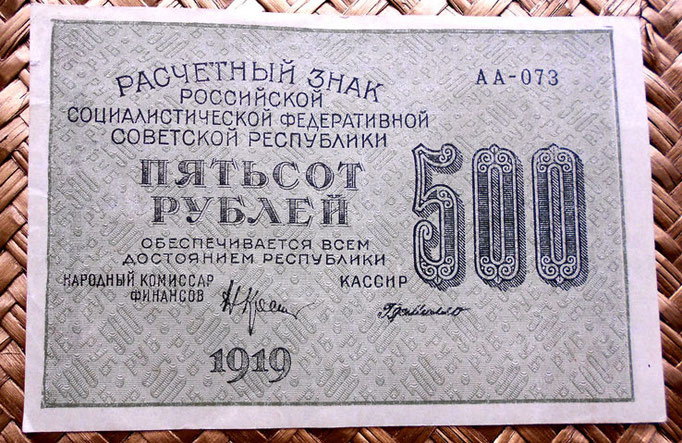 РАСЧЕТНЫЙ ЗНАК
АА-073
РОССИЙСКОЙ
СОЦИАЛИСТИЧЕСКОЙ ФЕДЕРАТИВНОЙ
СОВЕТСКОЙ РЕСПУБЛИКИ
ПЯТЬСОТ
РУБЛЕЙ
500
ОБЕСПЕЧИВАЕТСЯ ВСЕМ
ДОСТОЯНИЕМ РЕСПУБЛИКИ
НАРОДНЫЙ КОМИССАР
ФИНАНСОВ
КАССИР
1919